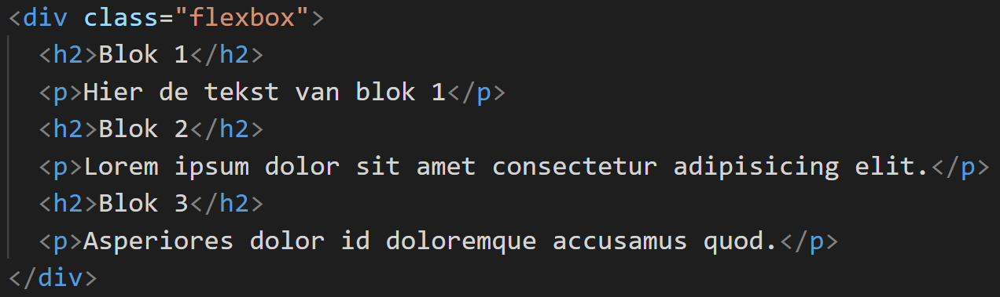 <div class="flexbox">
<h2>Blok 1</h2>
<p>Hier de tekst van blok 1</p>
<h2>Blok 2</h2>
<p>Lorem ipsum dolor sit amet consectetur adipisicing elit.</p>
<h2>Blok 3</h2>
<p>Asperiores dolor id doloremque accusamus quod.</p>
</div>